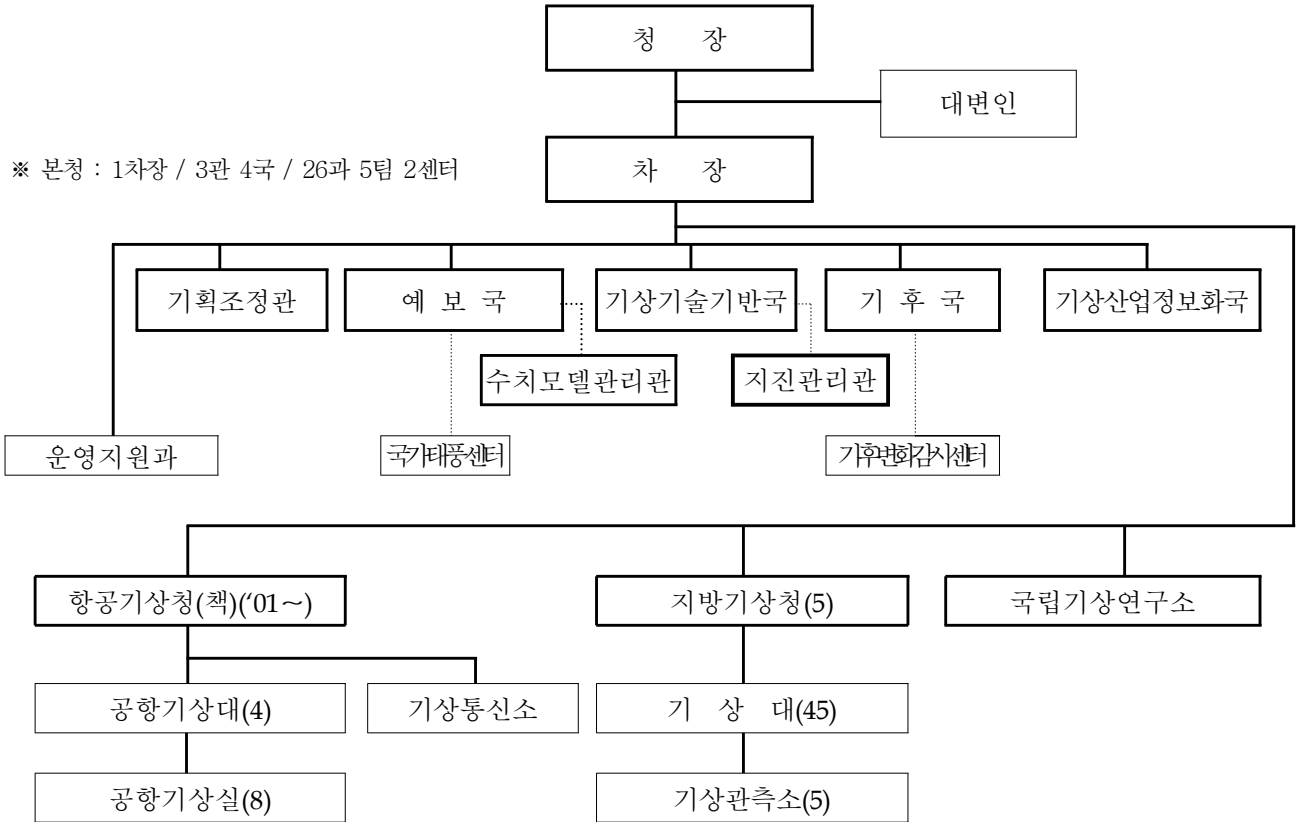 청 장
대변인
※ 본청 : 1차장 / 3관 4국 / 26과 5팀 2센터
차 장
기획조정관
예 보 국
기상기술기반국
기 후 국
기상산업정보화국
수치모델관리관
지진관리관
운영지원과
국가태풍센터
기후변화감시센터
항공기상청(책)(‘01～)
지방기상청(5)
국립기상연구소
공항기상대(4)
기상통신소
기 상 대(45)
공항기상실(8)
기상관측소(5)